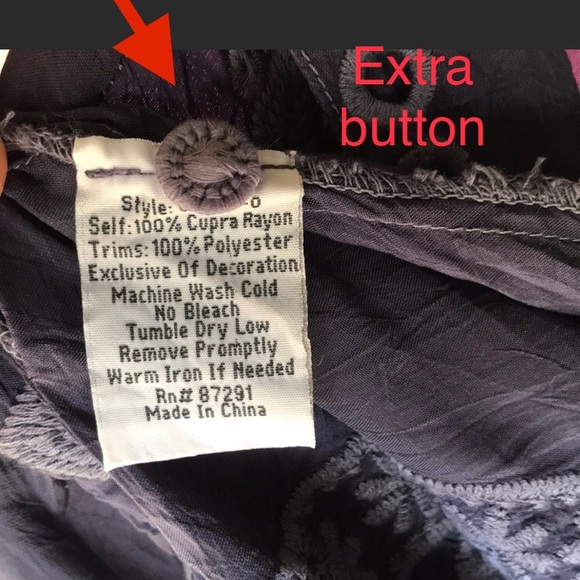 Extra
button
Style:
Self:100% Cupra Rayon
Trims:100% Polyester
Exclusive Of Decoration
Machine Wash Cold
No Bleach
Tumble Dry Low
Remove Promptly
Warm Iron If Needed
Rn# 87291
Made In China